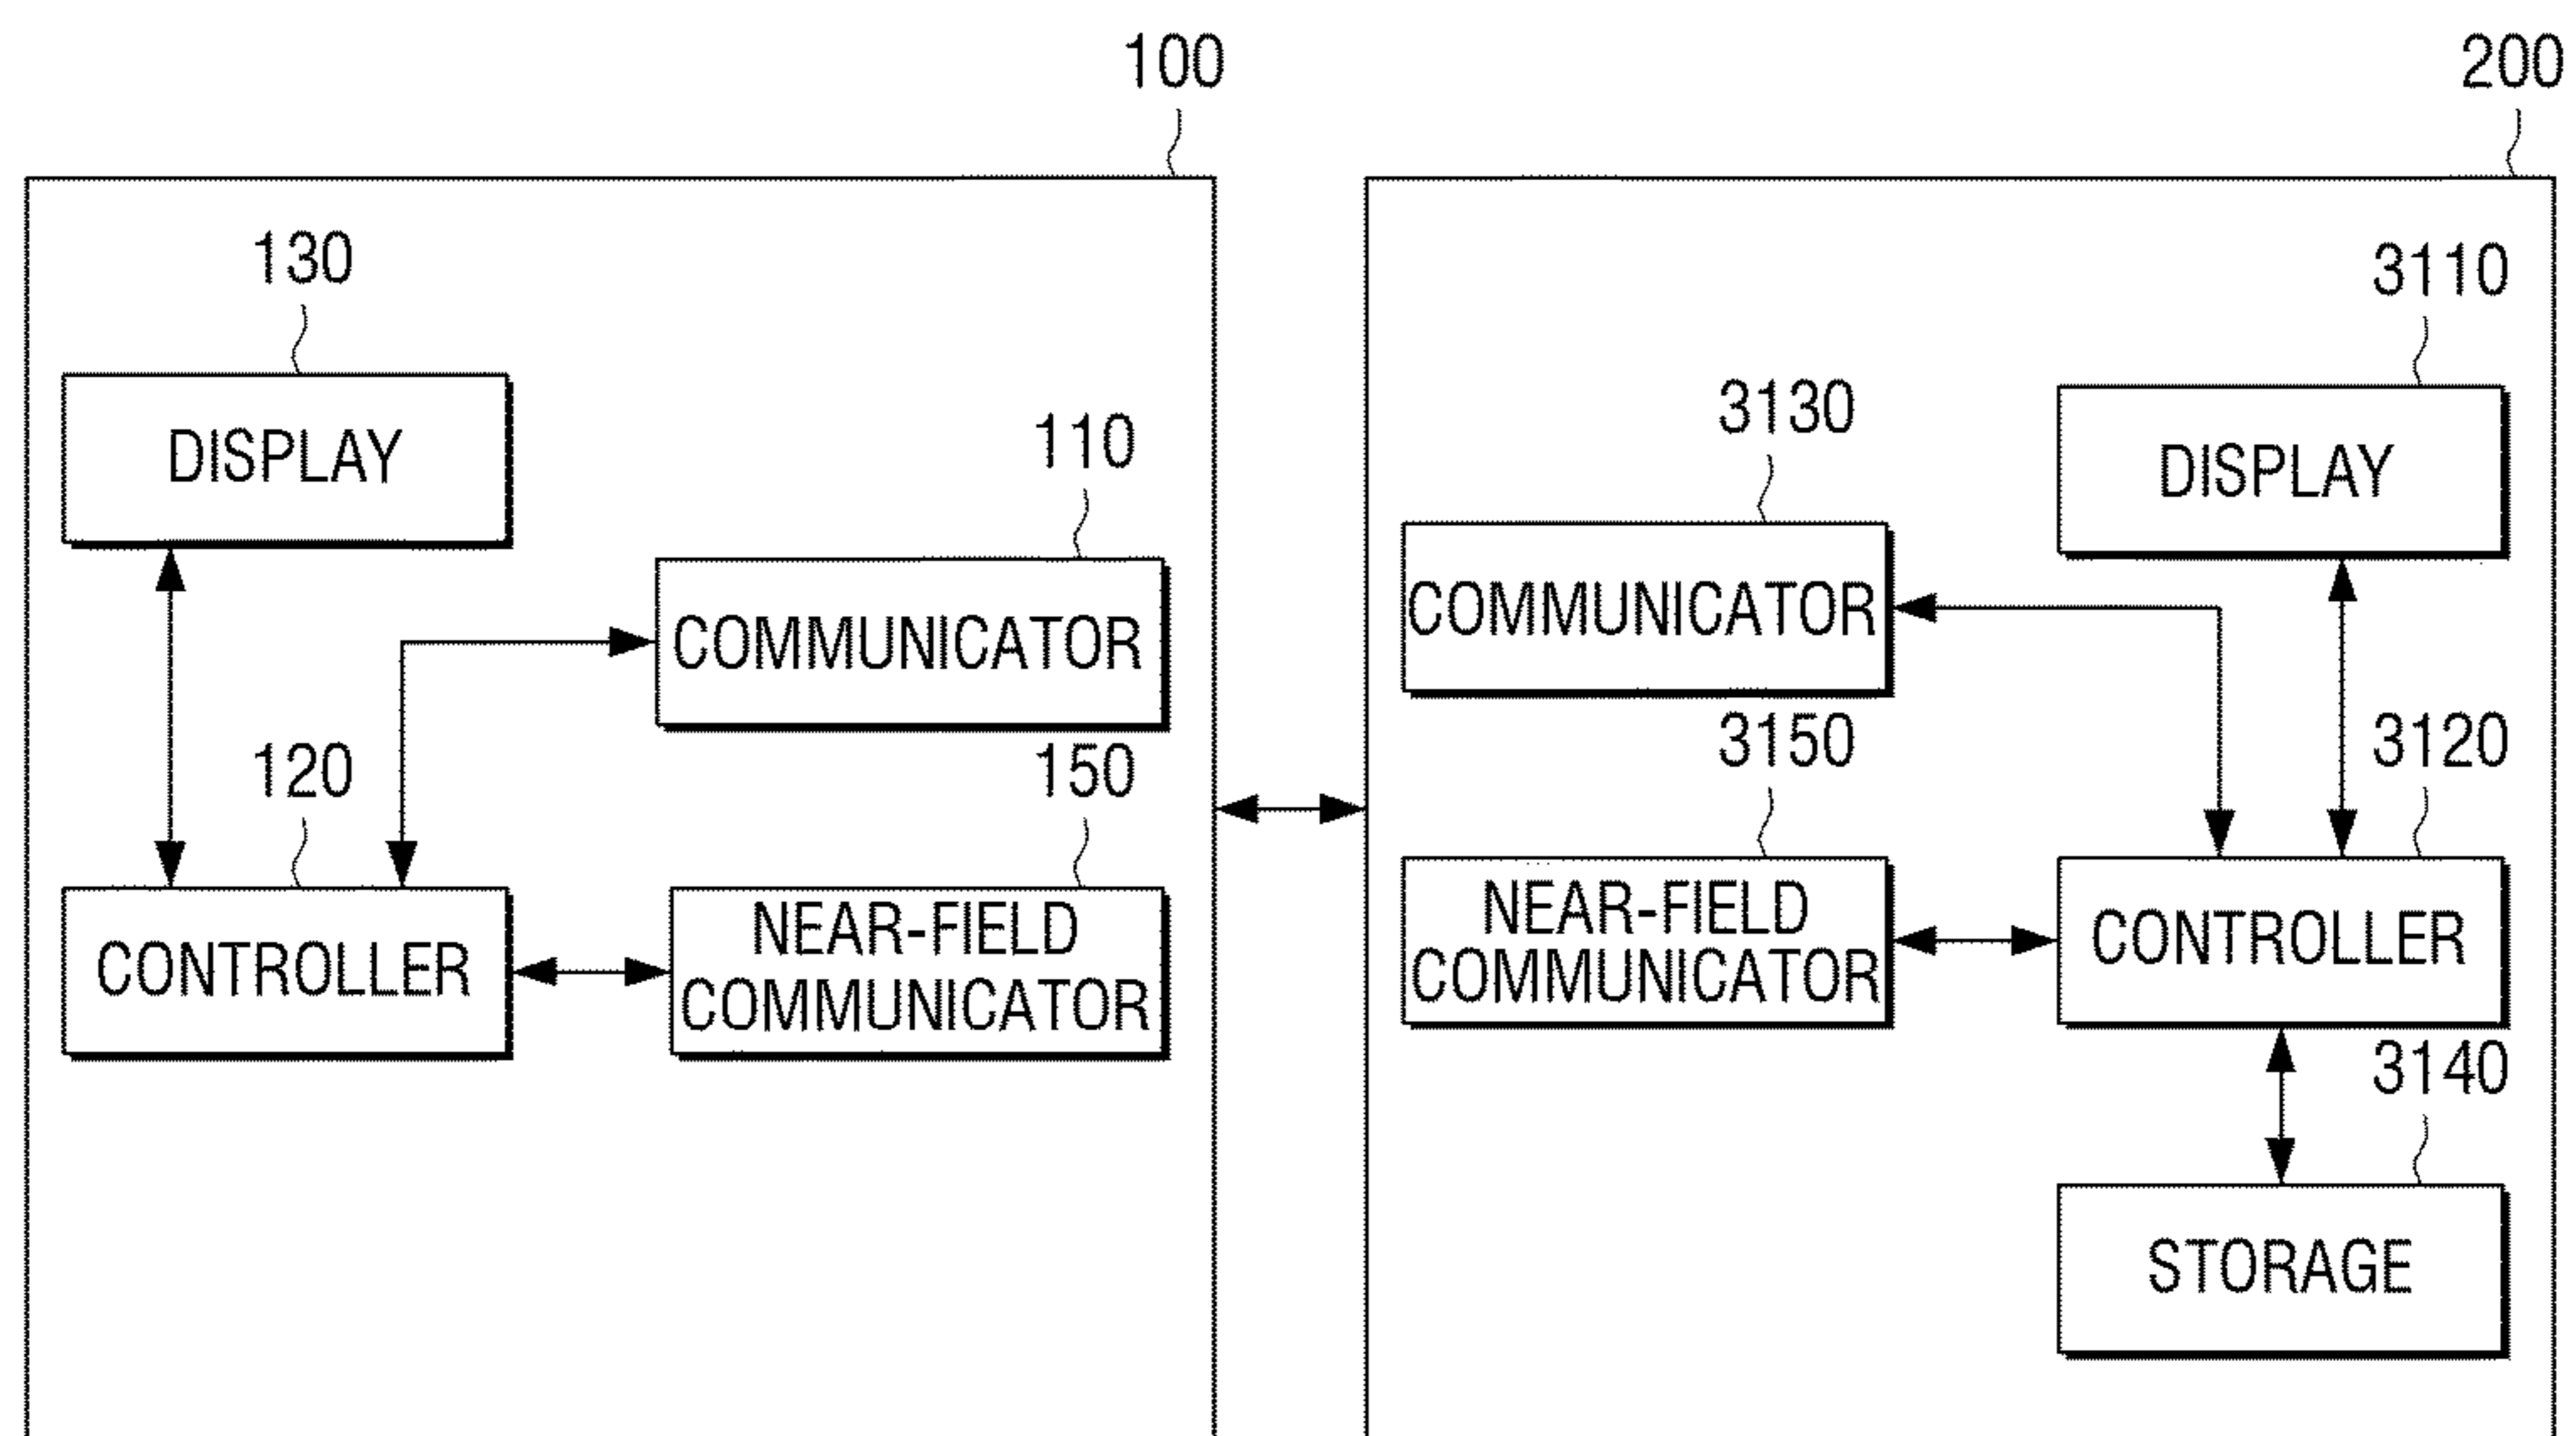 100
200
130
DISPLAY
110
COMMUNICATOR
120
CONTROLLER
150
NEAR-FIELD
COMMUNICATOR
3110
DISPLAY
3130
COMMUNICATOR
3150
NEAR-FIELD
COMMUNICATOR
3120
CONTROLLER
3140
STORAGE